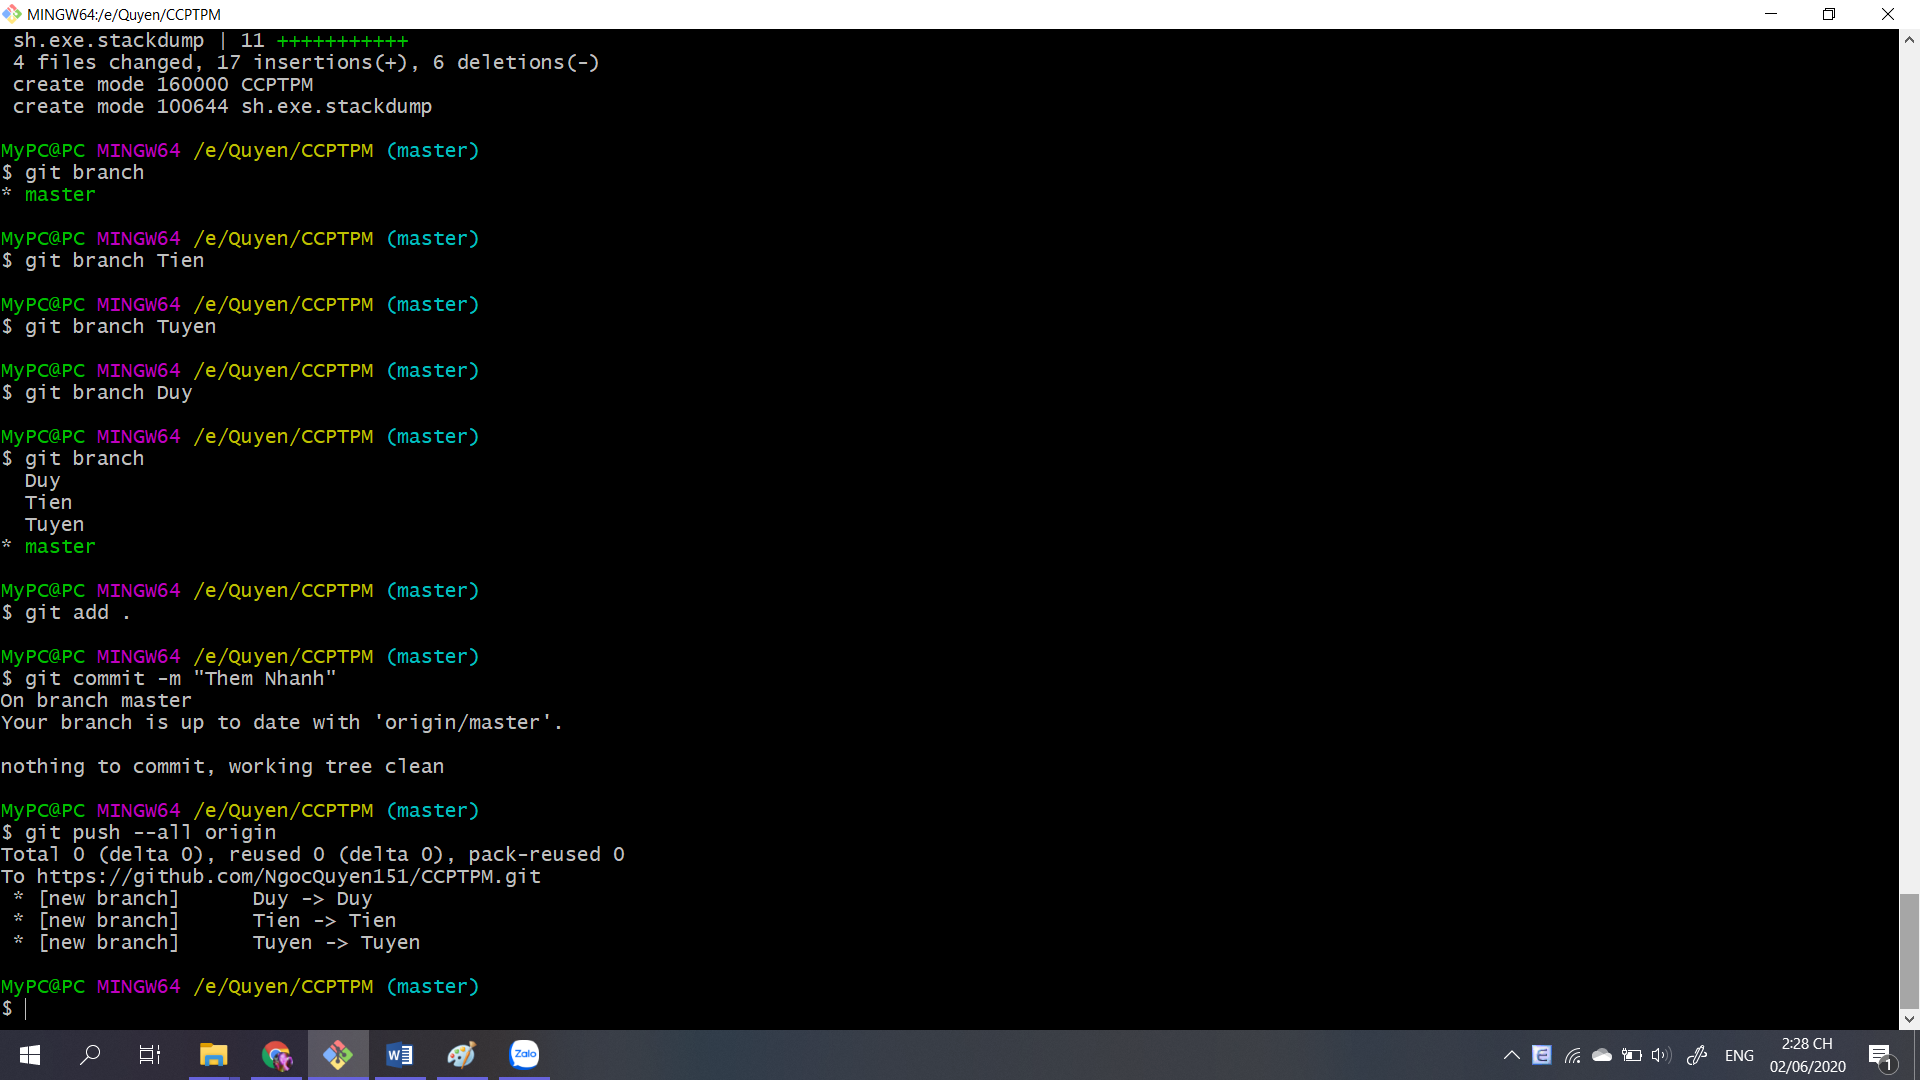 MINGW64:/e/Quyen/CCPTPM
sh.exe.stackdump | 11 +++++++++++
4 files changed, 17 insertions(+), 6 deletions(-)
create mode 160000 CCPTPM
create mode 100644 sh.exe.stackdump
MyPC@PC MINGW64 /e/Quyen/CCPTPM (master)
$ git branch
* master
MyPC@PC MINGW64 /e/Quyen/CCPTPM (master)
$ git branch Tien
MyPC@PC MINGW64 /e/Quyen/CCPTPM (master)
$ git branch Tuyen
MyPC@PC MINGW64 /e/Quyen/CCPTPM (master)
$ git branch Duy
MyPC@PC MINGW64 /e/Quyen/CCPTPM (master)
$ git branch
Duy
Tien
Tuyen
* master
MyPC@PC MINGW64 /e/Quyen/CCPTPM (master)
$ git add .
MyPC@PC MINGW64 /e/Quyen/CCPTPM (master)
$ git commit -m "Them Nhanh"
On branch master
Your branch is up to date with 'origin/master'.
nothing to commit, working tree clean
MyPC@PC MINGW64 /e/Quyen/CCPTPM (master)
$ git push --all origin
Total 0 (delta 0), reused 0 (delta 0), pack-reused 0
To https://github.com/NgocQuyen151/CCPTPM.git
* [new branch] Duy -> Duy
* [new branch] Tien -> Tien
* [new branch] Tuyen -> Tuyen
MyPC@PC MINGW64 /e/Quyen/CCPTPM (master)
$
Zalo
ENG
2:28 CH
02/06/2020
1